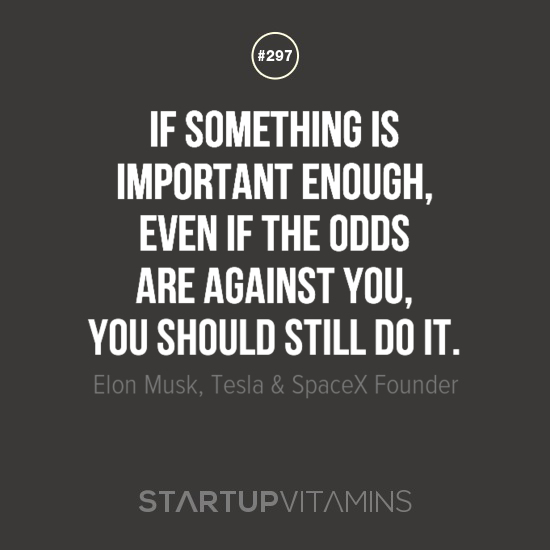 #297
IF SOMETHING IS
IMPORTANT ENOUGH,
EVEN IF THE ODDS
ARE AGAINST YOU,
YOU SHOULD STILL DO IT.
Elon Musk, Tesla & SpaceX Founder
STARTUPVITAMINS